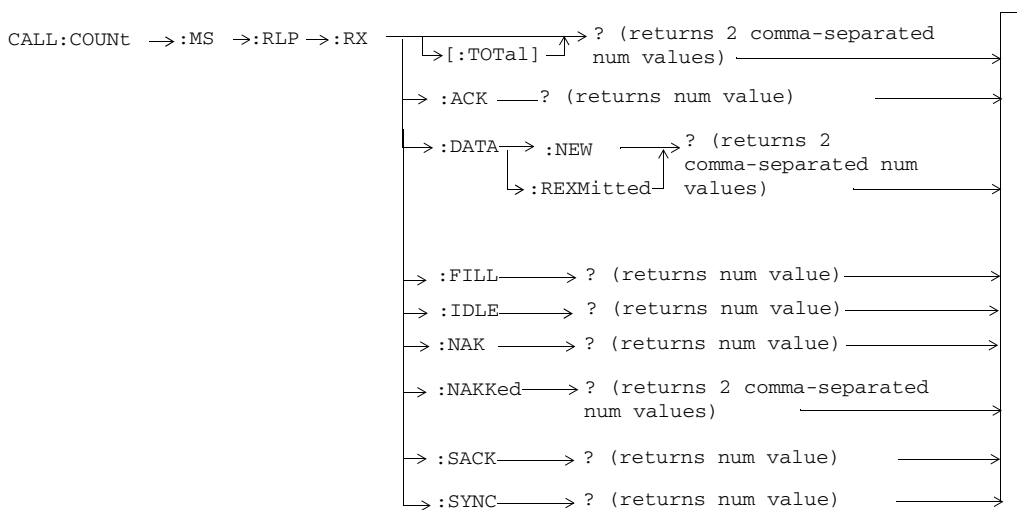 CALL:COUNt :MS :RLP :RX ? (returns 2 comma-separated
[:TOTal] num values)
:ACK ? (returns num value)
:DATA :NEW ? (returns 2
comma-separated num
:REXMitted values)
:FILL ? (returns num value)
:IDLE ? (returns num value)
:NAK ? (returns num value)
:NAKKed ? (returns 2 comma-separated
num values)
:SACK ? (returns num value)
:SYNC ? (returns num value)